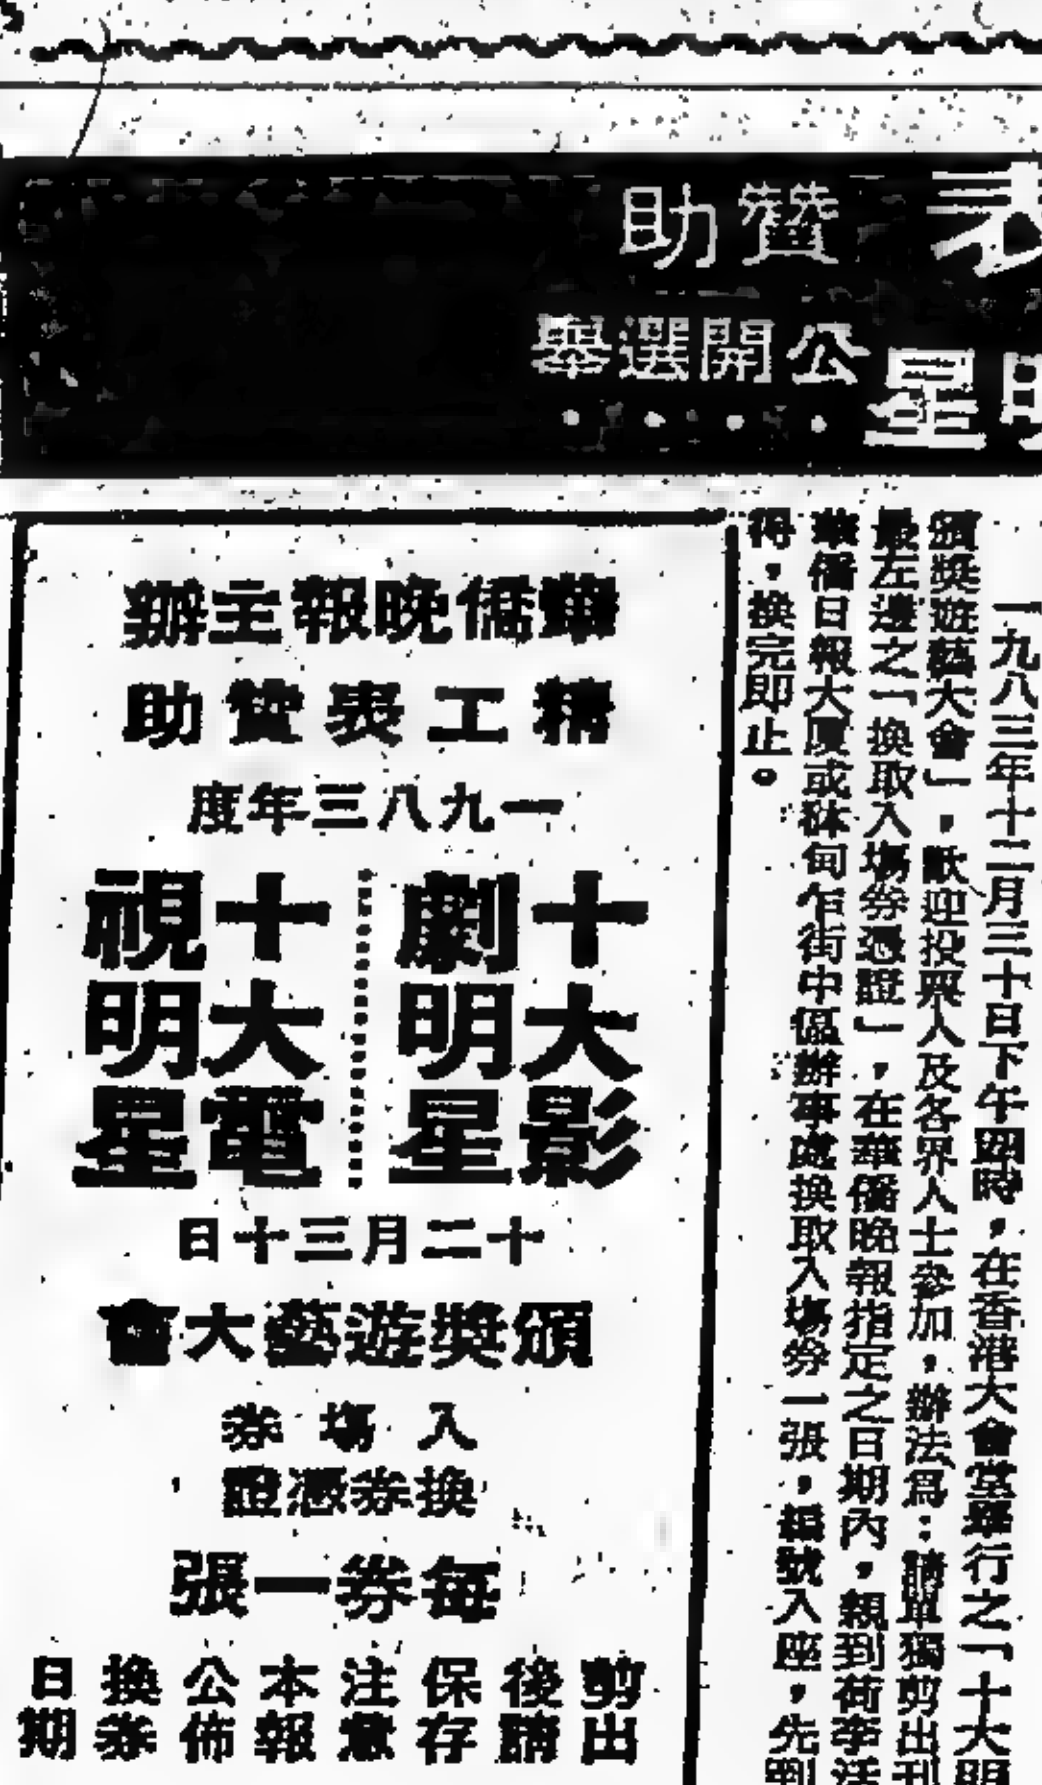 表
贊助
明星
公開選舉
一九八三年十二月三十日下午四時，在香港大會堂舉行之「十大明
頒獎遊藝大會」，歡迎投票人及各界人士參加，辦法爲：請單獨剪出刊
最左邊之「換取入場券憑證」，在華僑晚報指定之日期內，親到荷李活
華僑日報大廈或砵甸乍街中區辦事處換取入場券一張，編號入座，先到
得，換完即止。
華僑晚報主辦
精工表贊助
一九八三年度
十大影劇明星
十大電視明星
十二月三十日
頒獎遊藝大會
入場券
換券憑證
每券一張
剪出後請保存注意本報公佈換券日期